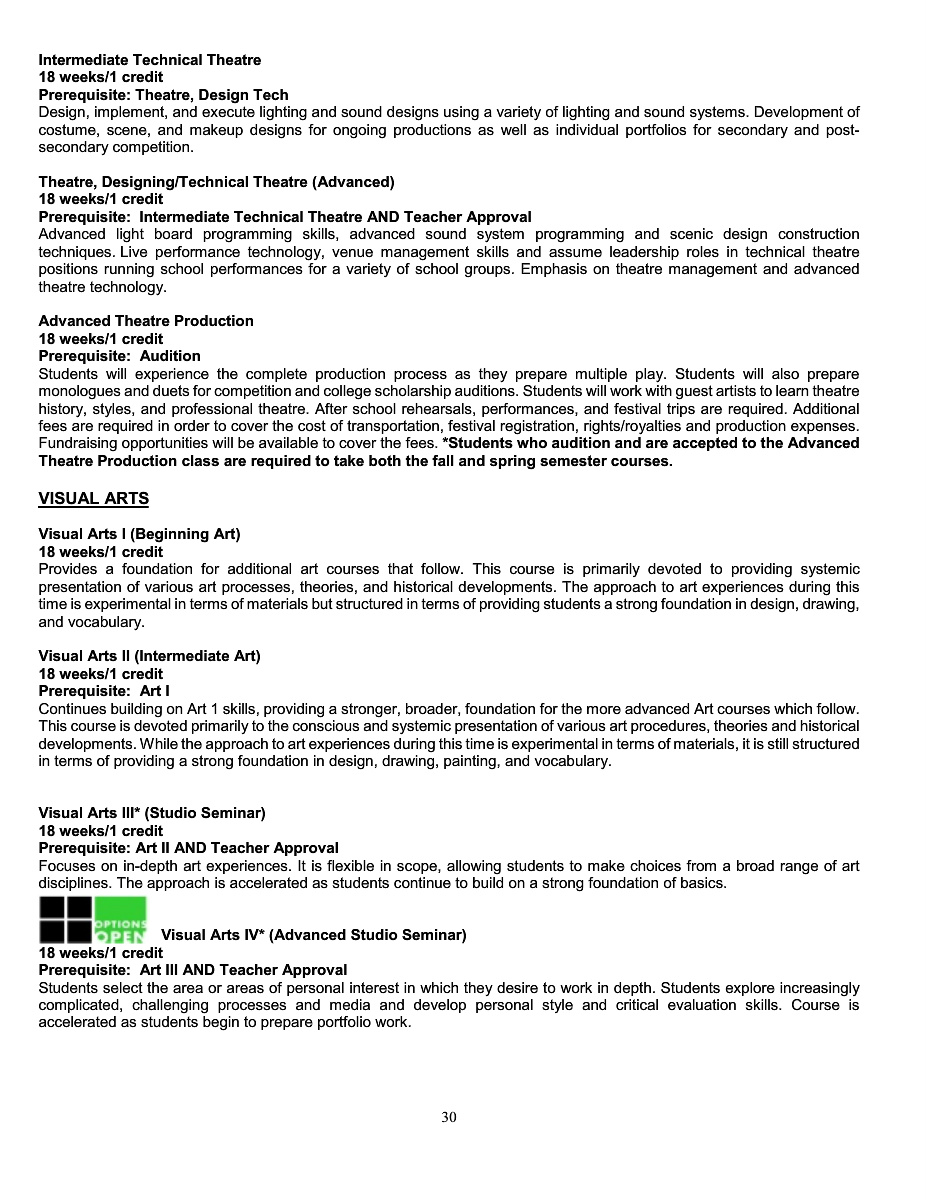 Intermediate Technical Theatre
18 weeks/1 credit
Prerequisite: Theatre, Design Tech
Design, implement, and execute lighting and sound designs using a variety of lighting and sound systems. Development of
costume, scene, and makeup designs for ongoing productions as well as individual portfolios for secondary and post-
secondary competition.
Theatre, Designing/Technical Theatre (Advanced)
18 weeks/1 credit
Prerequisite:  Intermediate Technical Theatre AND Teacher Approval
Advanced light board programming skills, advanced sound system programming and scenic design construction
techniques. Live performance technology, venue management skills and assume leadership roles in technical theatre
positions running school performances for a variety of school groups. Emphasis on theatre management and advanced
theatre technology.
Advanced Theatre Production
18 weeks/1 credit
Prerequisite:  Audition
Students will experience the complete production process as they prepare multiple play. Students will also prepare
monologues and duets for competition and college scholarship auditions. Students will work with guest artists to learn theatre
history, styles, and professional theatre. After school rehearsals, performances, and festival trips are required. Additional
fees are required in order to cover the cost of transportation, festival registration, rights/royalties and production expenses.
Fundraising opportunities will be available to cover the fees. *Students who audition and are accepted to the Advanced
Theatre Production class are required to take both the fall and spring semester courses.
VISUAL ARTS
Visual Arts I (Beginning Art)
18 weeks/1 credit
Provides a foundation for additional art courses that follow. This course is primarily devoted to providing systemic
presentation of various art processes, theories, and historical developments. The approach to art experiences during this
time is experimental in terms of materials but structured in terms of providing students a strong foundation in design, drawing,
and vocabulary.
Visual Arts II (Intermediate Art)
18 weeks/1 credit
Prerequisite:  Art I
Continues building on Art 1 skills, providing a stronger, broader, foundation for the more advanced Art courses which follow.
This course is devoted primarily to the conscious and systemic presentation of various art procedures, theories and historical
developments. While the approach to art experiences during this time is experimental in terms of materials, it is still structured
in terms of providing a strong foundation in design, drawing, painting, and vocabulary.
Visual Arts III* (Studio Seminar)
18 weeks/1 credit
Prerequisite: Art II AND Teacher Approval
Focuses on in-depth art experiences. It is flexible in scope, allowing students to make choices from a broad range of art
disciplines. The approach is accelerated as students continue to build on a strong foundation of basics.
OPTIONS
OPEN
Visual Arts IV* (Advanced Studio Seminar)
18 weeks/1 credit
Prerequisite:  Art III AND Teacher Approval
Students select the area or areas of personal interest in which they desire to work in depth. Students explore increasingly
complicated, challenging processes and media and develop personal style and critical evaluation skills. Course is
accelerated as students begin to prepare portfolio work.
30